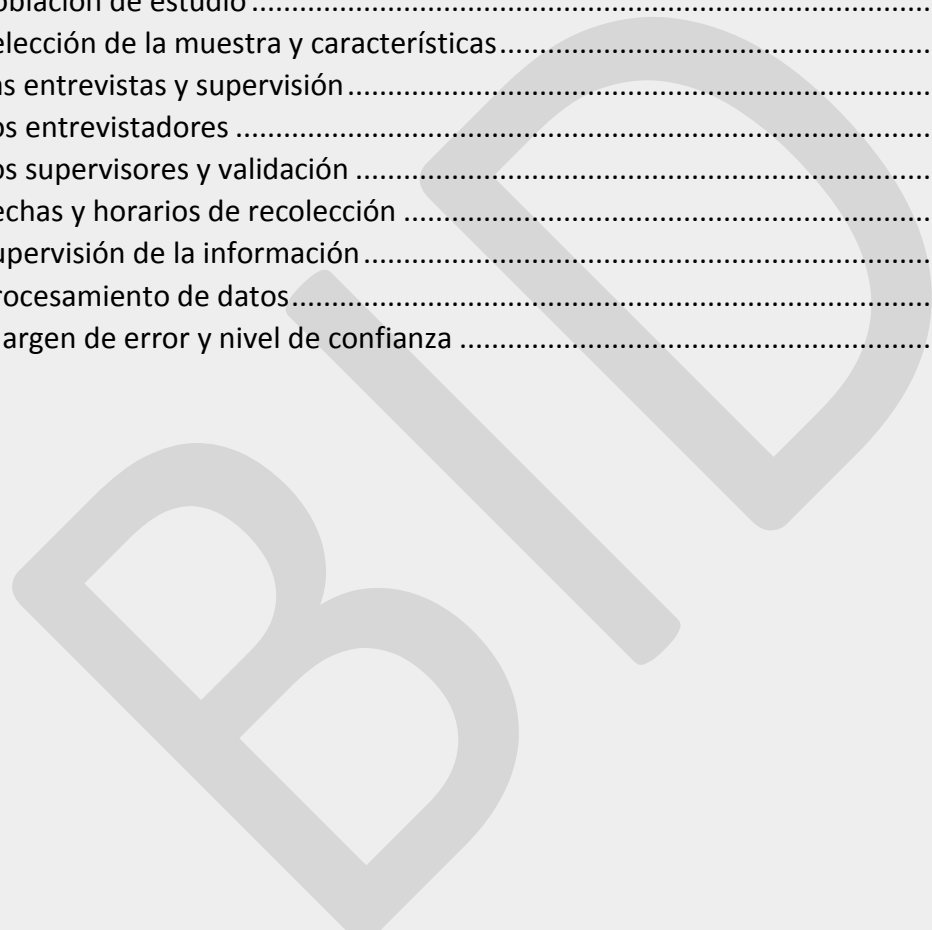 oblación de estudio
elección de la muestra y características
as entrevistas y supervisión
os entrevistadores
os supervisores y validación
echas y horarios de recolección
upervisión de la información
rocesamiento de datos
argen de error y nivel de confianza
BID